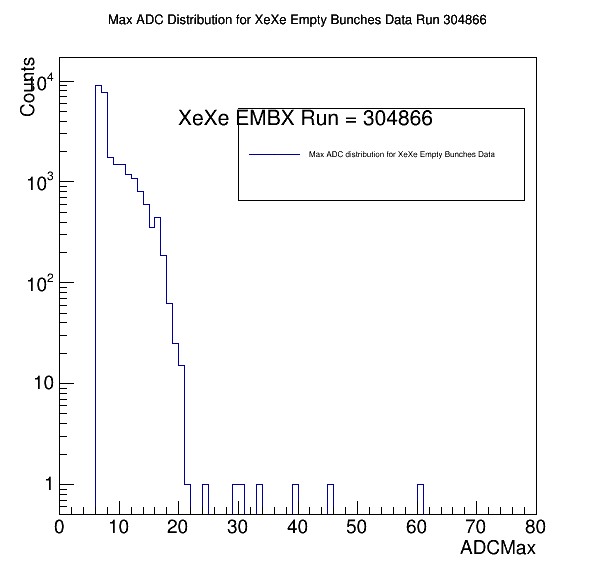 Max ADC Distribution for XeXe Empty Bunches Data Run 304866
Counts
XeXe EMBX Run = 304866
Max ADC distribution for XeXe Empty Bunches Data
10^4
10^3
10^2
10
1
0 10 20 30 40 50 60 70 80
ADCMax